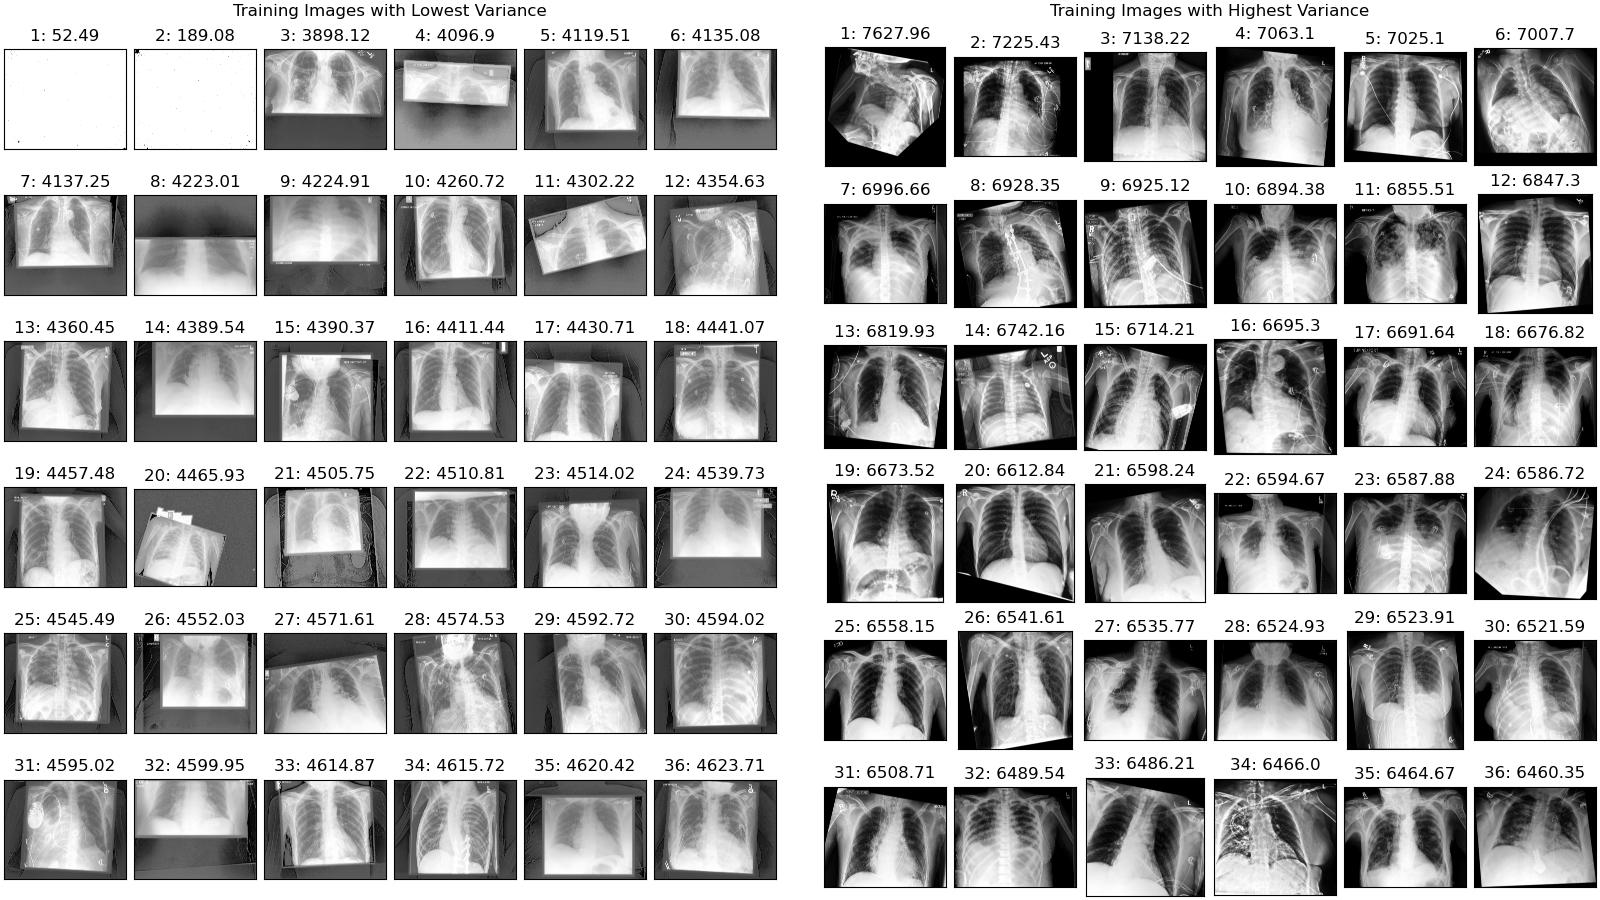 Training Images with Lowest Variance
1: 52.49 2: 189.08 3: 3898.12 4: 4096.9 5: 4119.51 6: 4135.08
7: 4137.25 8: 4223.01 9: 4224.91 10: 4260.72 11: 4302.22 12: 4354.63
13: 4360.45 14: 4389.54 15: 4390.37 16: 4411.44 17: 4430.71 18: 4441.07
19: 4457.48 20: 4465.93 21: 4505.75 22: 4510.81 23: 4514.02 24: 4539.73
25: 4545.49 26: 4552.03 27: 4571.61 28: 4574.53 29: 4592.72 30: 4594.02
31: 4595.02 32: 4599.95 33: 4614.87 34: 4615.72 35: 4620.42 36: 4623.71
Training Images with Highest Variance
1: 7627.96 2: 7225.43 3: 7138.22 4: 7063.1 5: 7025.1 6: 7007.7
7: 6996.66 8: 6928.35 9: 6925.12 10: 6894.38 11: 6855.51 12: 6847.3
13: 6819.93 14: 6742.16 15: 6714.21 16: 6695.3 17: 6691.64 18: 6676.82
19: 6673.52 20: 6612.84 21: 6598.24 22: 6594.67 23: 6587.88 24: 6586.72
25: 6558.15 26: 6541.61 27: 6535.77 28: 6524.93 29: 6523.91 30: 6521.59
31: 6508.71 32: 6489.54 33: 6486.21 34: 6466.0 35: 6464.67 36: 6460.35